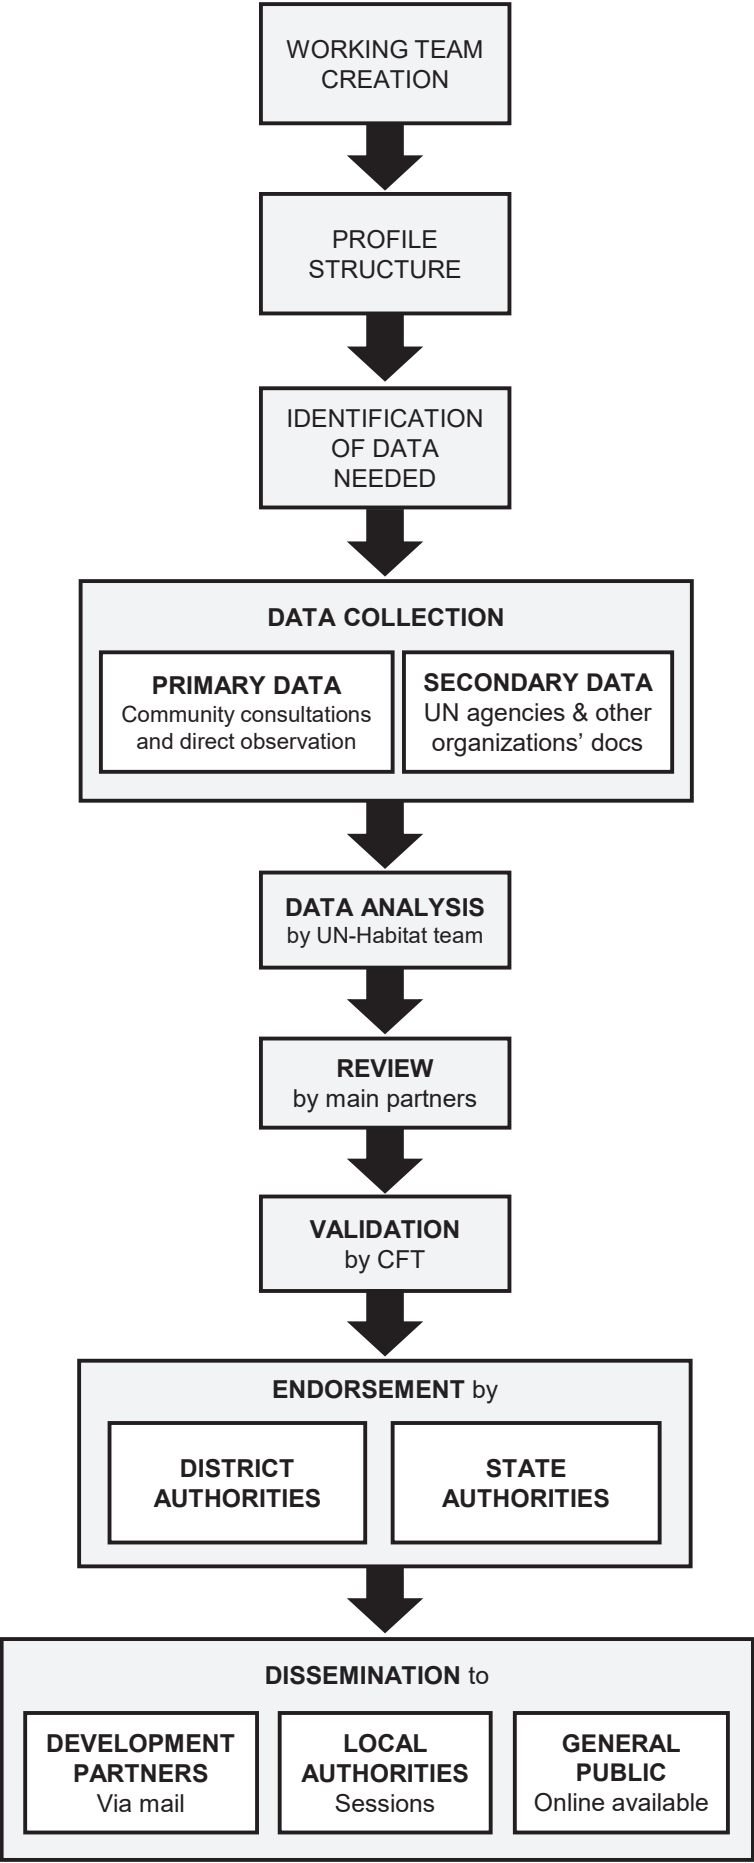 WORKING TEAM
CREATION
PROFILE
STRUCTURE
IDENTIFICATION
OF DATA
NEEDED
DATA COLLECTION
PRIMARY DATA
Community consultations
and direct observation
SECONDARY DATA
UN agencies & other
organizations’ docs
DATA ANALYSIS
by UN-Habitat team
REVIEW
by main partners
VALIDATION
by CFT
ENDORSEMENT by
DISTRICT
AUTHORITIES
STATE
AUTHORITIES
DISSEMINATION to
DEVELOPMENT
PARTNERS
Via mail
LOCAL
AUTHORITIES
Sessions
GENERAL
PUBLIC
Online available